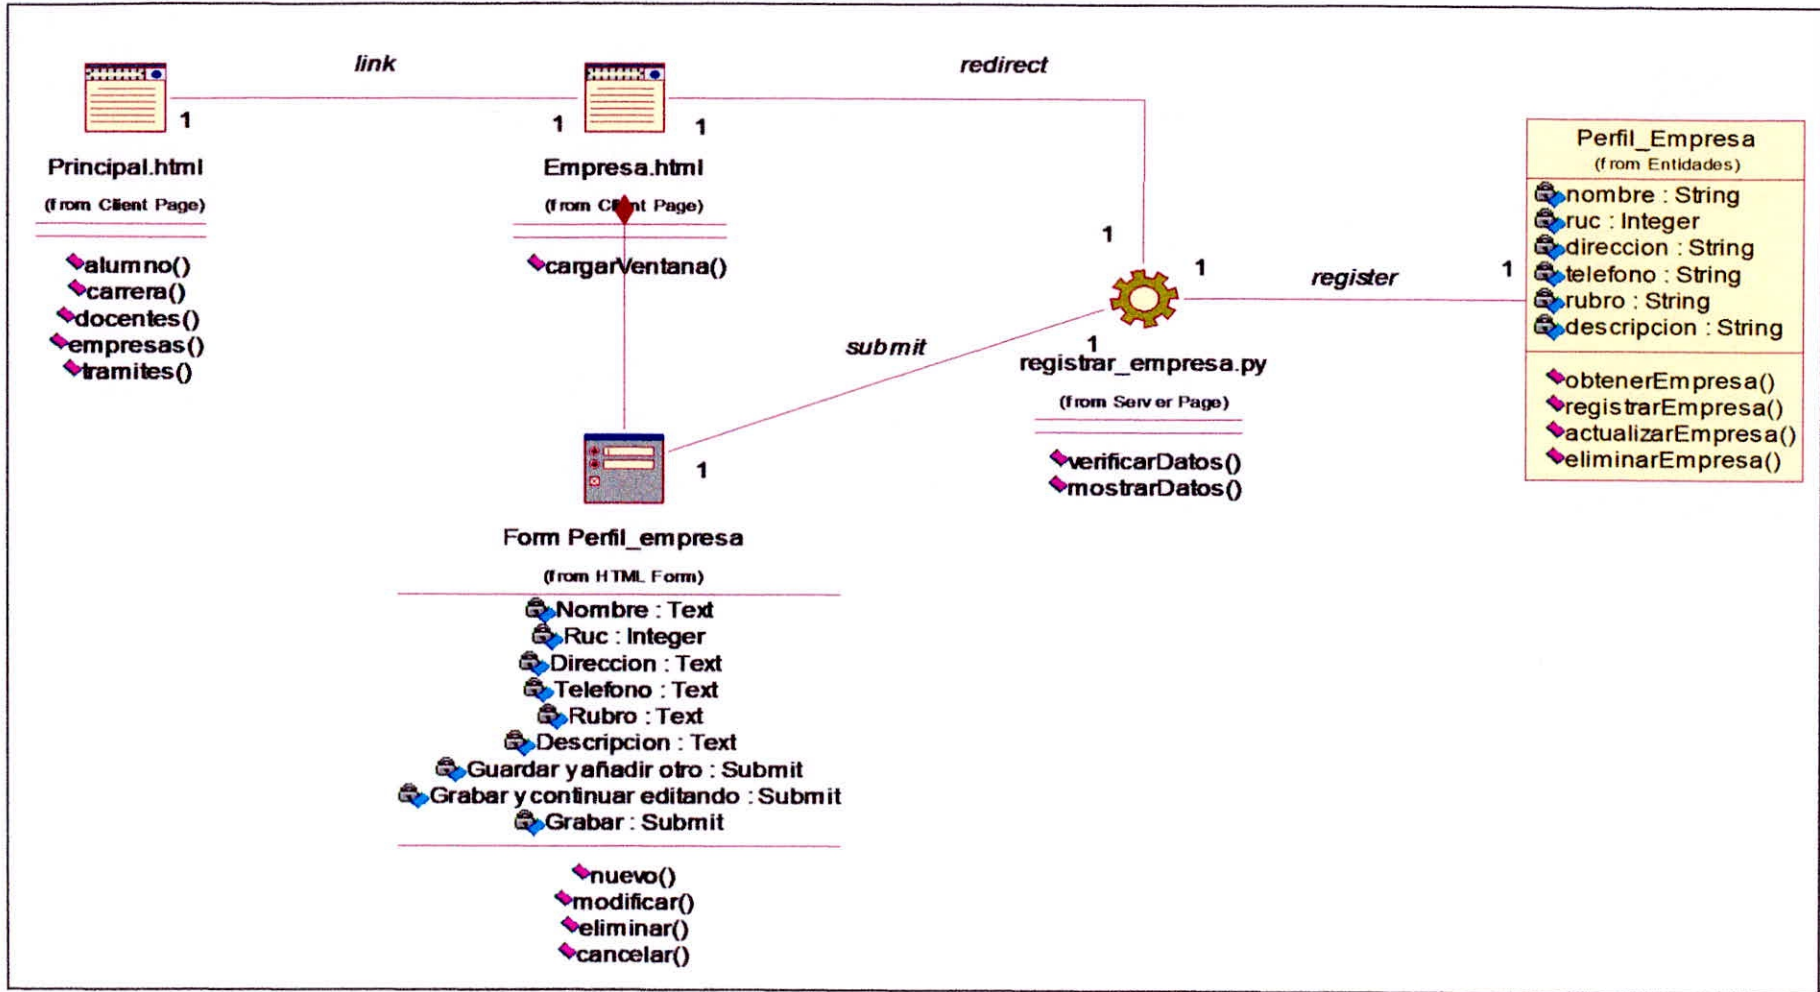 link
redirect
1
1
1
Principal.html
(from Client Page)
alumno()
carrera()
docentes()
empresas()
tramites()
Empresa.html
(from Client Page)
cargarVentana()
1
1
register
1
submit
1
registrar_empresa.py
(from Server Page)
verificarDatos()
mostrarDatos()
Perfil_Empresa
(from Entidades)
nombre : String
ruc : Integer
direccion : String
telefono : String
rubro : String
descripcion : String
obtenerEmpresa()
registrarEmpresa()
actualizarEmpresa()
eliminarEmpresa()
1
Form Perfil_empresa
(from HTML Form)
Nombre : Text
Ruc : Integer
Direccion : Text
Telefono : Text
Rubro : Text
Descripcion : Text
Guardar y añadir otro : Submit
Grabar y continuar editando : Submit
Grabar : Submit
nuevo()
modificar()
eliminar()
cancelar()